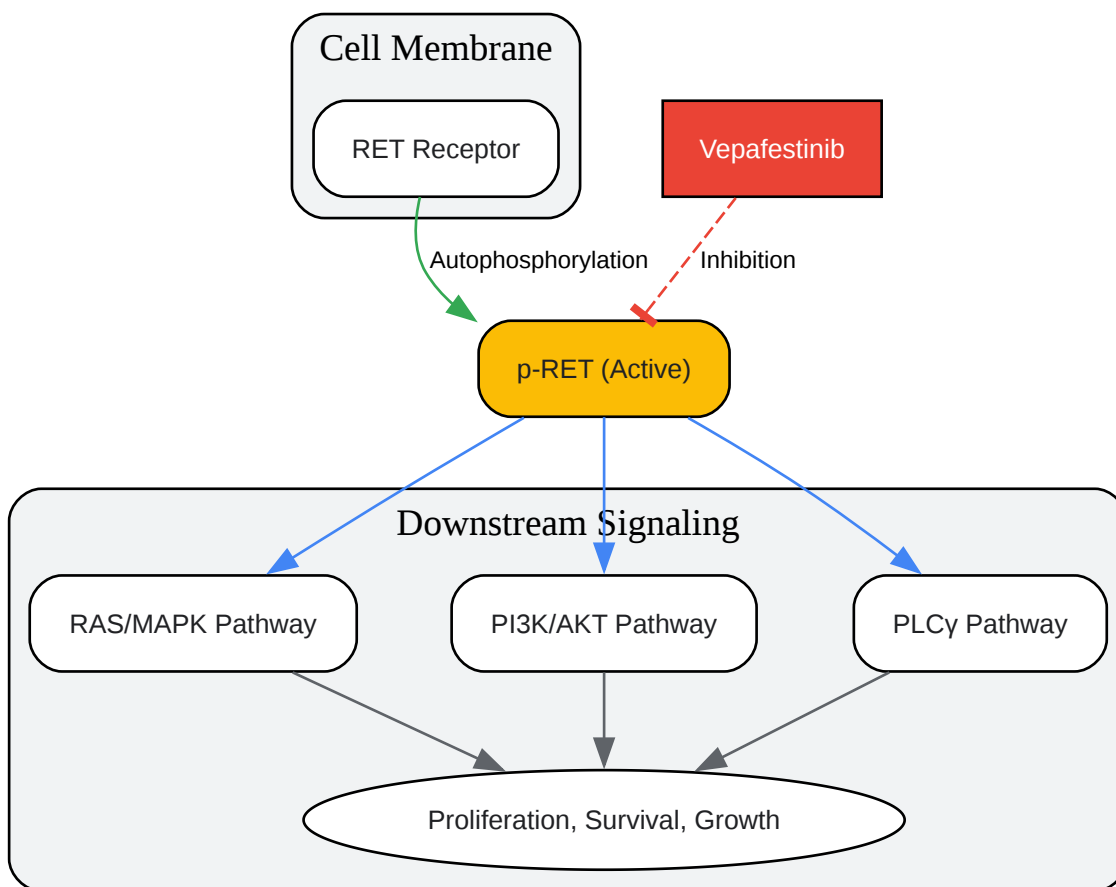 Cell Membrane
RET Receptor
Vepafestinib
Autophosphorylation
Inhibition
p-RET (Active)
Downstream Signaling
RAS/MAPK Pathway
PI3K/AKT Pathway
PLCγ Pathway
Proliferation, Survival, Growth